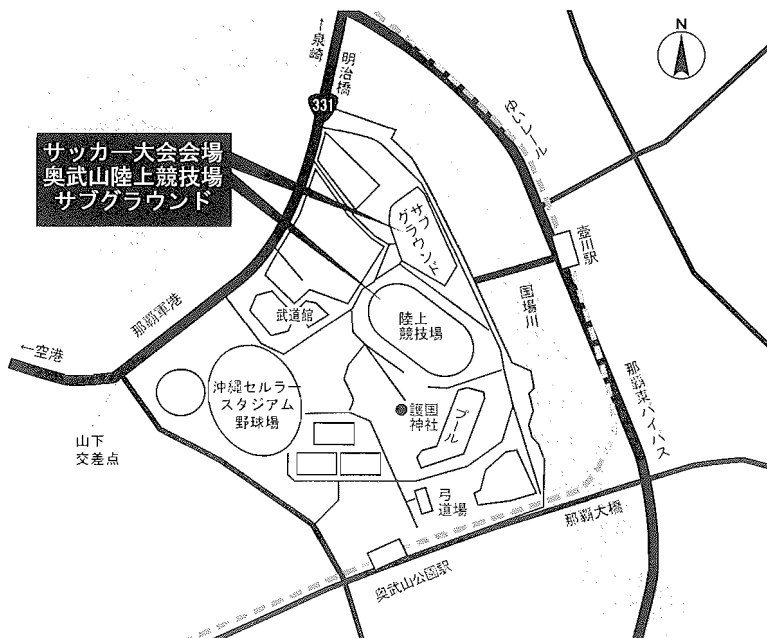 N
←泉崎
明治橋
331
ゆいレール
サッカー大会会場
奥武山陸上競技場
サブグラウンド
サブ
グラウンド
壺川駅
国場川
那覇軍港
武道館
陸上
競技場
←空港
沖縄セルラー
スタジアム
野球場
護国
神社
プール
那覇東バイパス
山下
交差点
弓
道場
那覇大橋
奥武山公園駅